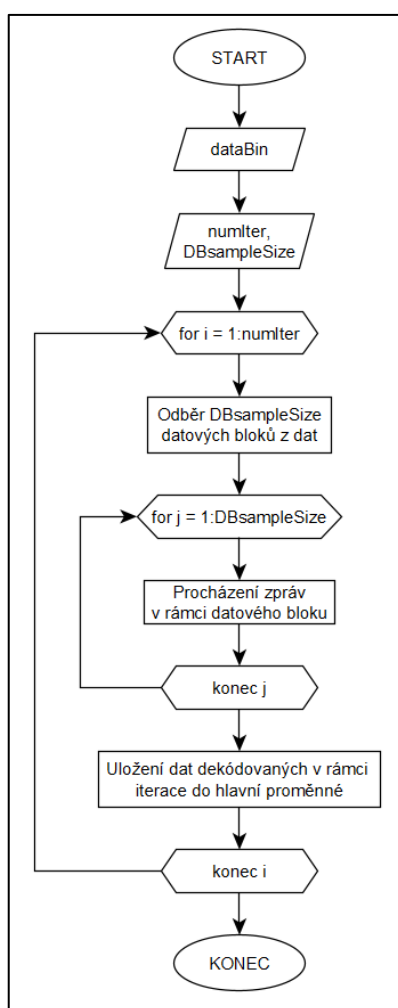 START
dataBin
numIter,
DBsampleSize
for i = 1:numIter
Odběr DBsampleSize
datových bloků z dat
for j = 1:DBsampleSize
Procházení zpráv
v rámci datového bloku
konec j
Uložení dat dekódovaných v rámci
iterace do hlavní proměnné
konec i
KONEC